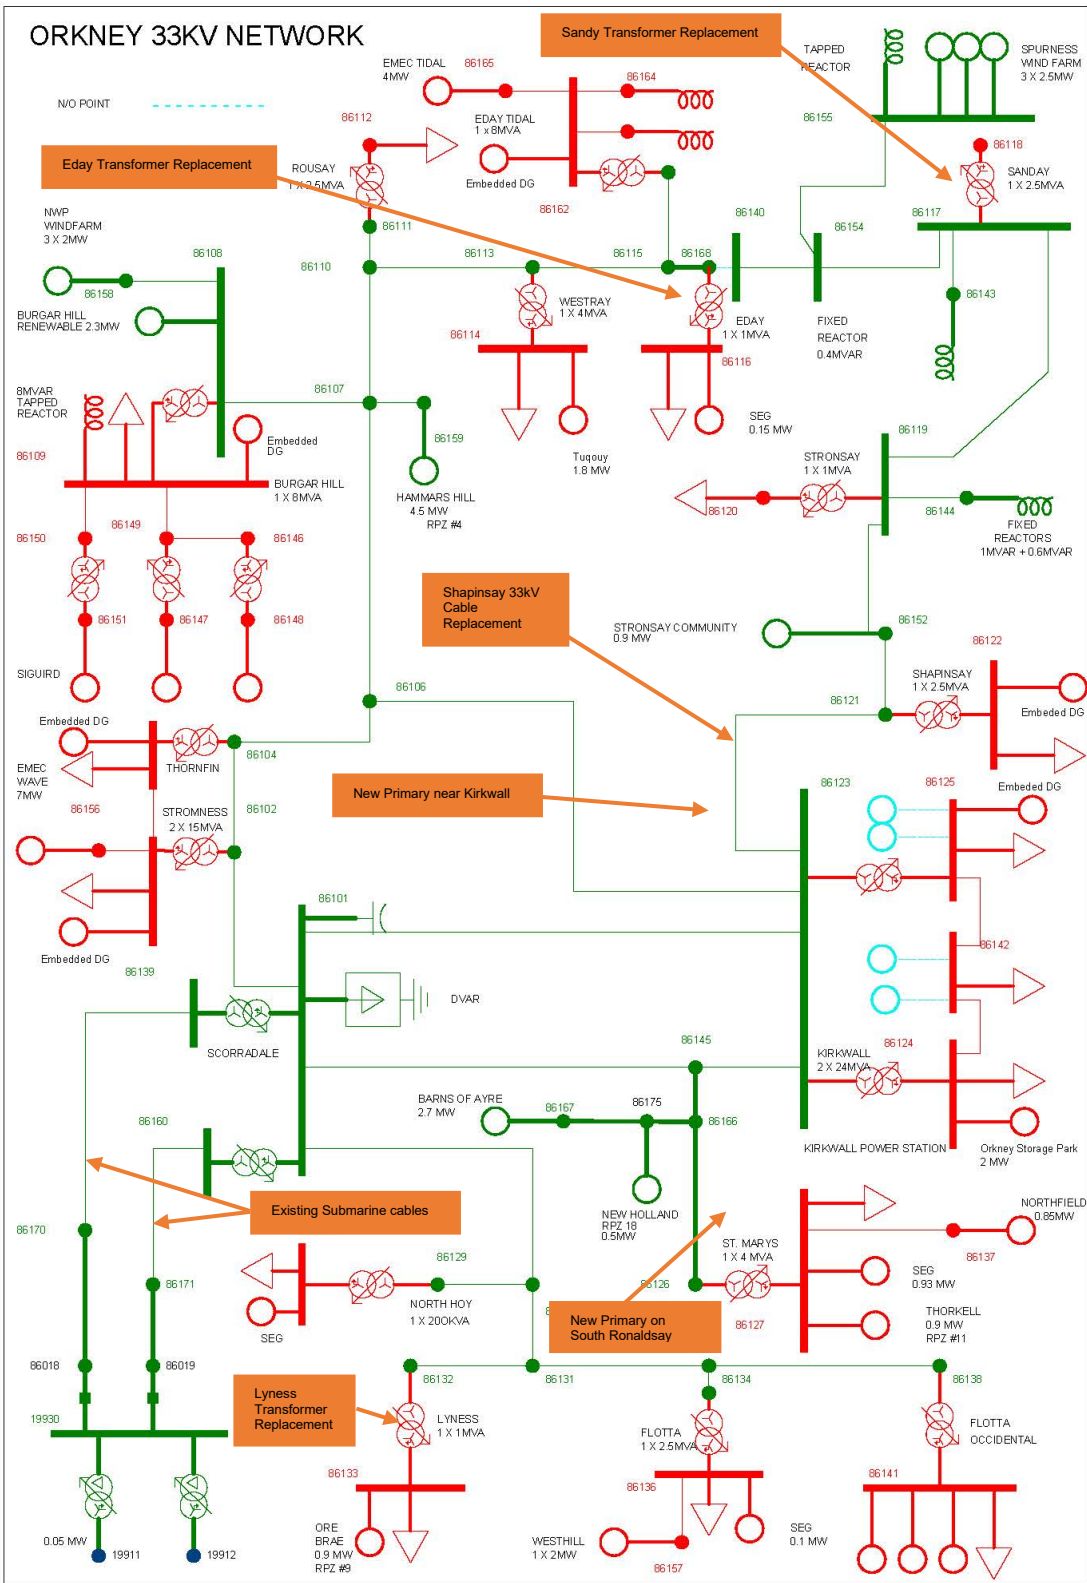 ORKNEY 33KV NETWORK
N/O POINT
Sandy Transformer Replacement
Eday Transformer Replacement
EMEC TIDAL
4MW
86165
86164
EDAY TIDAL
1 x 8MVA
Embedded DG
86162
86112
ROUSAY
1 X 2.5MVA
86111
TAPPED
REACTOR
SPURNESS
WIND FARM
3 X 2.5MW
86155
86118
SANDAY
1 X 2.5MVA
86117
NWP
WINDFARM
3 X 2MW
86108
86158
BURGAR HILL
RENEWABLE 2.3MW
86110
86113
86115
86168
86140
86154
86143
WESTRAY
1 X 4MVA
86114
EDAY
1 X 1MVA
86116
FIXED
REACTOR
0.4MVAR
8MVAR
TAPPED
REACTOR
86107
86159
Embedded
DG
86109
BURGAR HILL
1 X 8MVA
HAMMARS HILL
4.5 MW
RPZ #4
Tuqouy
1.8 MW
SEG
0.15 MW
86119
STRONSAY
1 X 1MVA
86120
86144
FIXED
REACTORS
1MVAR + 0.6MVAR
86150
86149
86146
86151
86147
86148
SIGUIRD
Shapinsay 33kV
Cable
Replacement
STRONSAY COMMUNITY
0.9 MW
86152
86122
SHAPINSAY
1 X 2.5MVA
86121
Embeded DG
86106
Embedded DG
86104
THORNFIN
EMEC
WAVE
7MW
86156
86102
STROMNESS
2 X 15MVA
Embedded DG
New Primary near Kirkwall
86123
86125
Embeded DG
86101
86142
86139
DVAR
SCORRADALE
86124
KIRKWALL
2 X 24MVA
86145
BARNS OF AYRE
2.7 MW
86167
86175
86166
KIRKWALL POWER STATION
Orkney Storage Park
2 MW
86160
Existing Submarine cables
NEW HOLLAND
RPZ 18
0.5MW
NORTHFIELD
0.85MW
86137
ST. MARYS
1 X 4 MVA
86170
86171
86129
86126
NORTH HOY
1 X 200KVA
SEG
New Primary on
South Ronaldsay
86127
SEG
0.93 MW
THORKELL
0.9 MW
RPZ #11
86018
86019
86132
86131
86134
86138
Lyness
Transformer
Replacement
19930
LYNESS
1 X 1MVA
FLOTTA
1 X 2.5MVA
FLOTTA
OCCIDENTAL
86133
86136
86141
0.05 MW
19911
19912
ORE
BRAE
0.9 MW
RPZ #9
WESTHILL
1 X 2MW
86157
SEG
0.1 MW